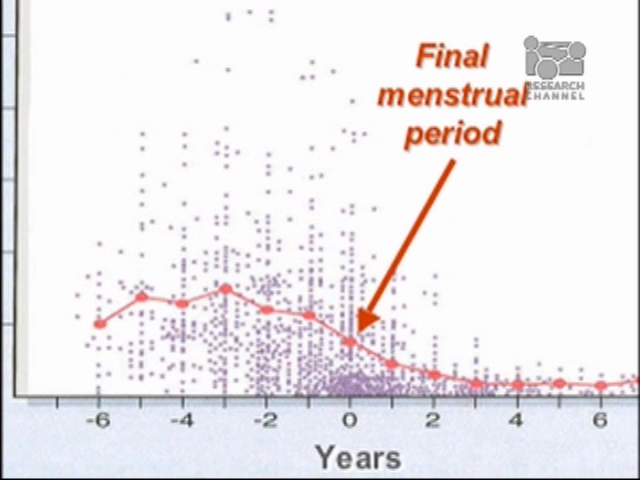 Final
menstrual
period
RESEARCH
CHANNEL
-6 -4 -2 0 2 4 6
Years